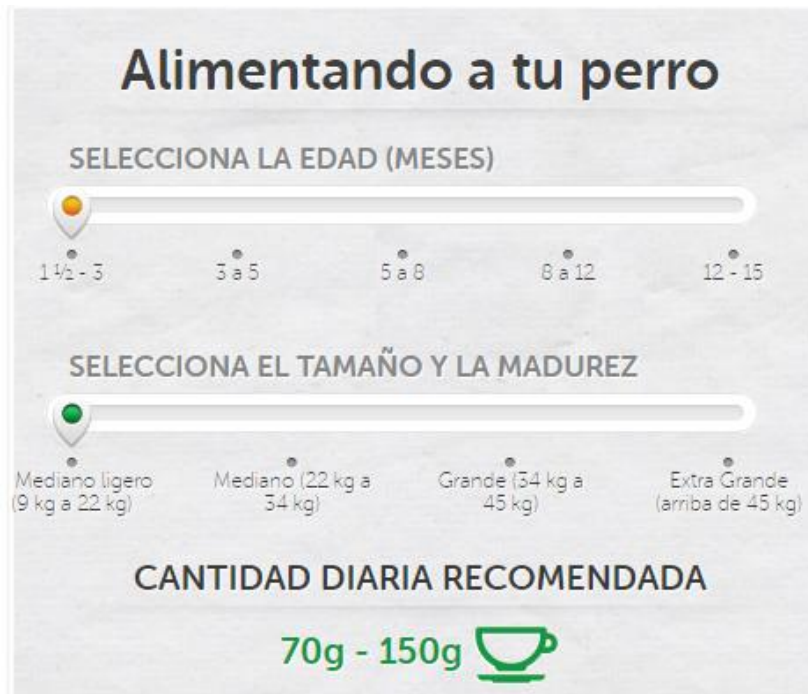 Alimentando a tu perro
SELECCIONA LA EDAD (MESES)
1 ½ - 3
3 a 5
5 a 8
8 a 12
12 - 15
SELECCIONA EL TAMAÑO Y LA MADUREZ
Mediano ligero
(9 kg a 22 kg)
Mediano (22 kg a
34 kg)
Grande (34 kg a
45 kg)
Extra Grande
(arriba de 45 kg)
CANTIDAD DIARIA RECOMENDADA
70g - 150g